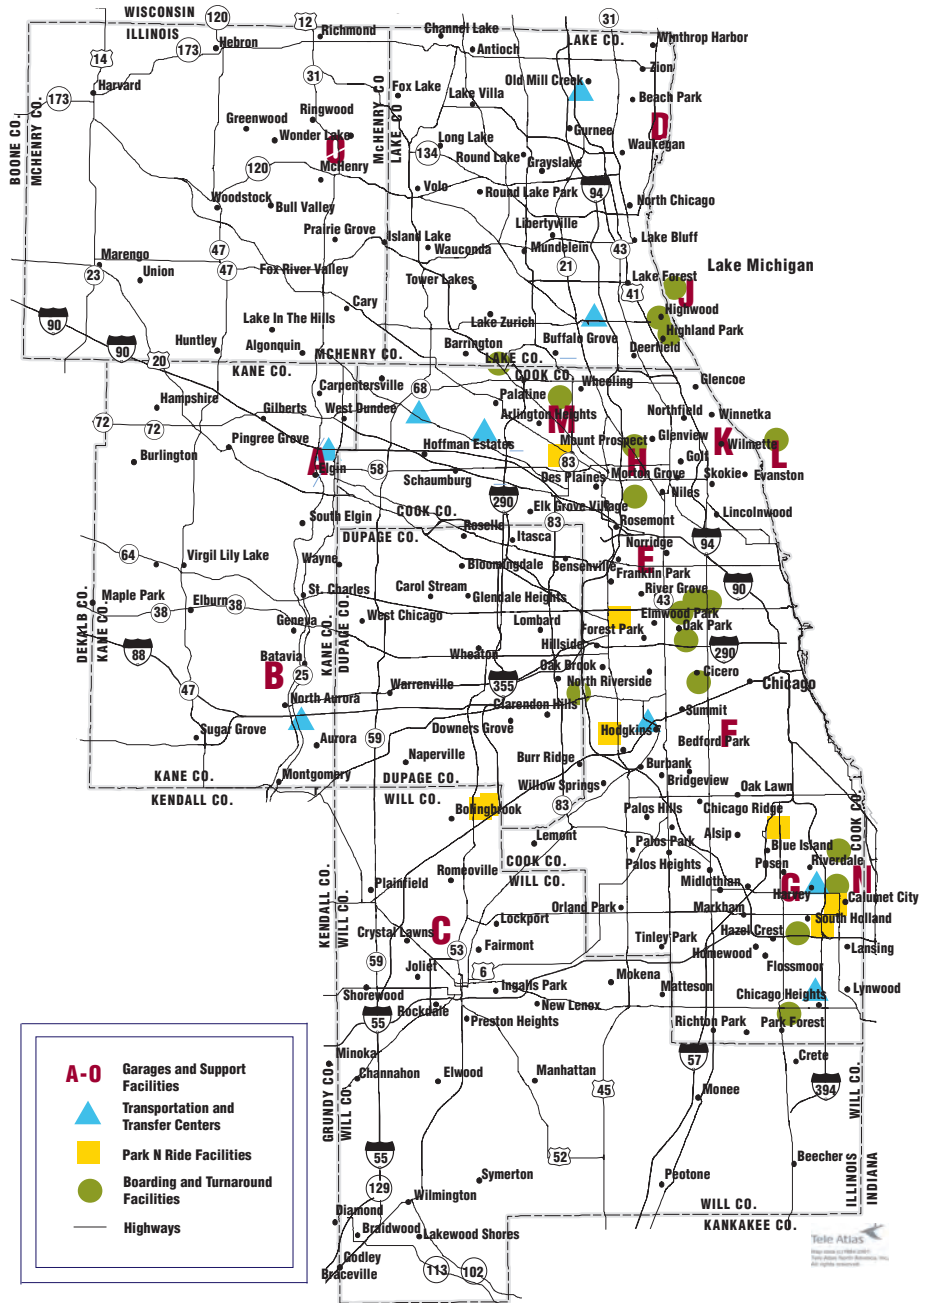 WISCONSIN
ILLINOIS
120
12
31
Richmond
Channel Lake
LAKE CO.
Winthrop Harbor
173
Hebron
Antioch
14
Zion
31
Old Mill Creek
Harvard
Fox Lake
Lake Villa
Beach Park
173
Ringwood
Greenwood
Wonder Lake
McHENRY CO
LAKE CO.
BOONE CO.
McHENRY CO.
Long Lake
Gurnee
D
Waukegan
134
Round Lake
Grayslake
O
McHenry
120
94
Volo
Round Lake Park
Woodstock
Bull Valley
North Chicago
Libertyville
Prairie Grove
Island Lake
Wauconda
Mundelein
43
Lake Bluff
47
Marengo
Union
47
Fox River Valley
21
Lake Michigan
23
Tower Lakes
Lake Forest
41
J
Cary
Highwood
90
Lake In The Hills
Lake Zurich
Highland Park
Huntley
Algonquin
Barrington
Buffalo Grove
Deerfield
90
20
McHENRY CO.
KANE CO.
LAKE CO.
COOK CO.
Carpentersville
68
Wheeling
Glencoe
Hampshire
Palatine
Gilberts
West Dundee
Arlington Heights
Northfield
Winnetka
72
72
M
Pingree Grove
Hoffman Estates
Mount Prospect
Glenview
K
Wilmette
L
Burlington
A
Elgin
58
83
H
Golf
Schaumburg
Des Plaines
Morton Grove
Skokie
Evanston
290
Niles
South Elgin
COOK CO.
DUPAGE CO.
Elk Grove Village
83
Lincolnwood
Roselle
Rosemont
Itasca
94
64
Virgil
Lily Lake
Wayne
Norridge
E
Bloomingdale
Bensenville
Franklin Park
90
St. Charles
Carol Stream
River Grove
Maple Park
Glendale Heights
43
38
Elburn
38
Elmwood Park
DEKALB CO.
KANE CO.
Geneva
KANE CO.
DUPAGE CO.
West Chicago
Lombard
Forest Park
Oak Park
88
Hillside
290
Batavia
Wheaton
Oak Brook
B
25
355
North Riverside
Cicero
Chicago
47
Warrenville
North Aurora
Clarendon Hills
Summit
Sugar Grove
Downers Grove
Hodgkins
F
59
Bedford Park
Aurora
Naperville
Burr Ridge
Burbank
KANE CO.
KENDALL CO.
Montgomery
DUPAGE CO.
WILL CO.
Bridgeview
Willow Springs
Oak Lawn
Bolingbrook
83
Palos Hills
Chicago Ridge
COOK CO.
Lemont
Alsip
Palos Park
Blue Island
COOK CO.
WILL CO.
Palos Heights
Posen
Riverdale
Romeoville
Plainfield
Midlothian
G
Harvey
N
Calumet City
KENDALL CO.
WILL CO.
Orland Park
Markham
Lockport
South Holland
Crystal Lawns
C
Hazel Crest
53
Fairmont
Tinley Park
Homewood
Lansing
59
Joliet
6
Flossmoor
Mokena
Shorewood
Ingalls Park
Matteson
Chicago Heights
Lynwood
Rockdale
New Lenox
55
Preston Heights
Richton Park
Park Forest
Minoka
57
Crete
Channahon
Elwood
Manhattan
45
394
Monee
GRUNDY CO.
WILL CO.
WILL CO.
55
52
Beecher
Symerton
Peotone
129
ILLINOIS
INDIANA
Wilmington
WILL CO.
KANKAKEE CO.
Diamond
Braidwood
Lakewood Shores
Godley
113
102
Braceville
A-O
Garages and Support
Facilities
Transportation and
Transfer Centers
Park N Ride Facilities
Boarding and Turnaround
Facilities
Highways
Tele Atlas